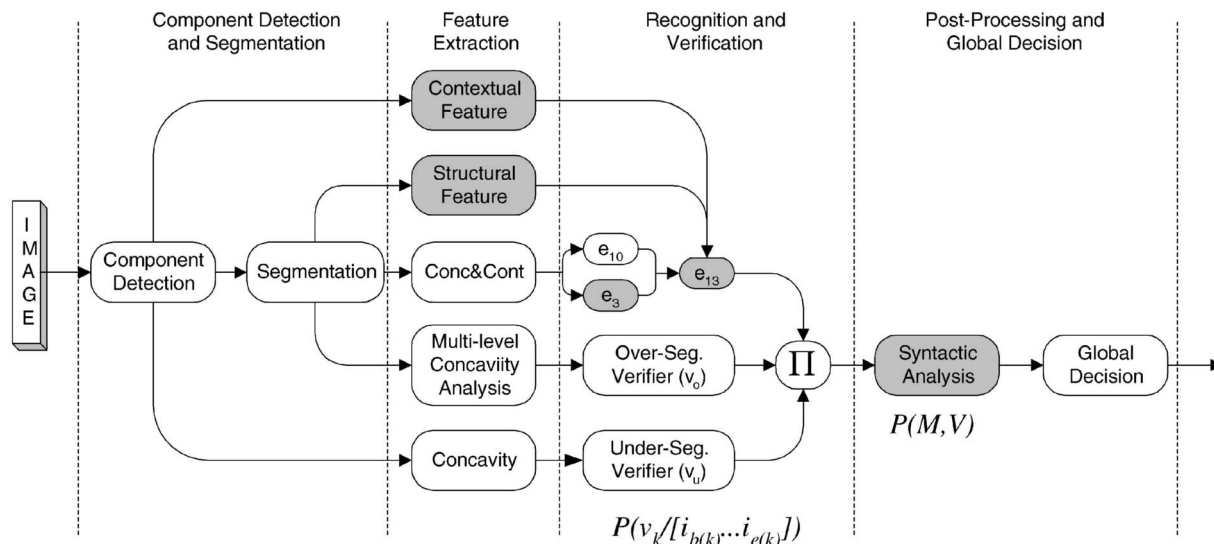 Component Detection
and Segmentation
Feature
Extraction
Recognition and
Verification
Post-Processing and
Global Decision
Contextual
Feature
Structural
Feature
IMAGE
Component
Detection
Segmentation
Conc&Cont
e10
e3
e13
Multi-level
Concaviity
Analysis
Over-Seg.
Verifier (vo)
Π
Syntactic
Analysis
Global
Decision
P(M,V)
Concavity
Under-Seg.
Verifier (vu)
P(vk/[ib(k)...ie(k)])